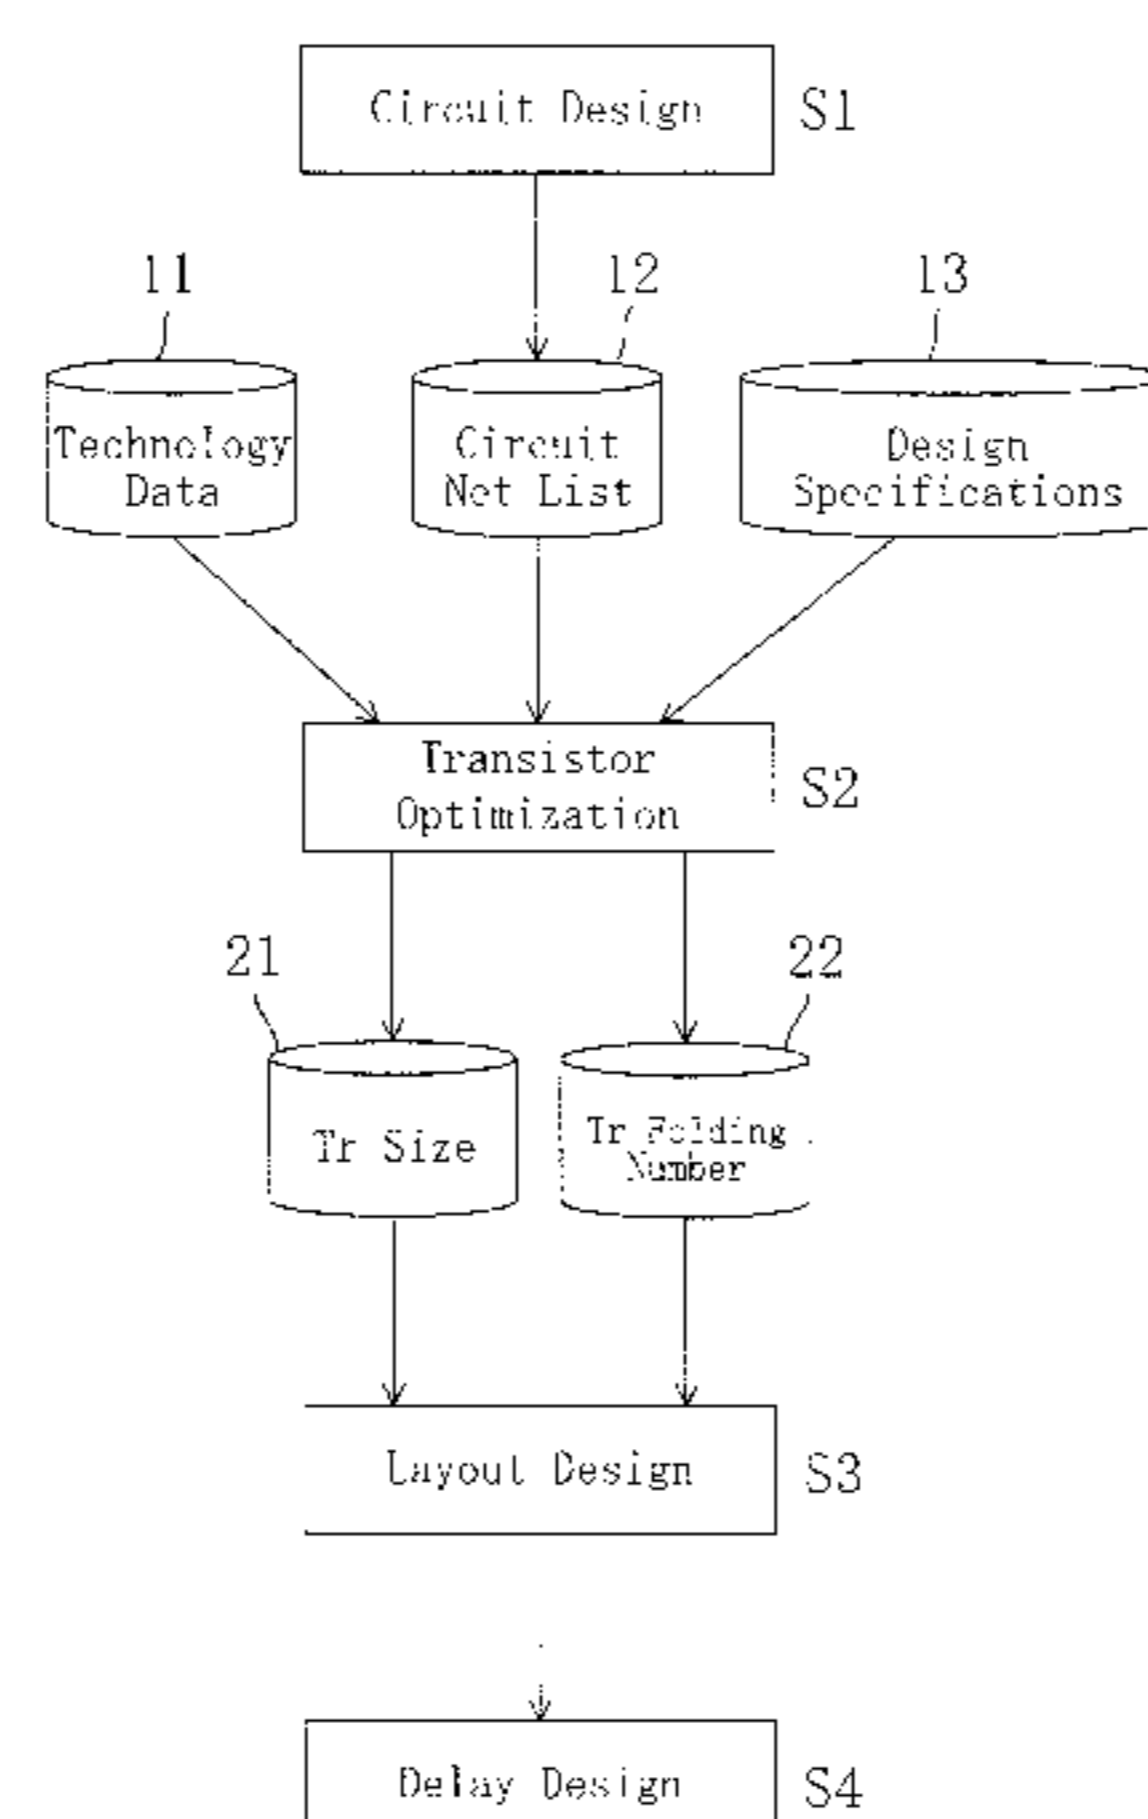 Circuit Design
S1
11
12
13
Technology
Data
Circuit
Net List
Design
Specifications
Transistor
Optimization
S2
21
22
Tr Size
Tr Folding
Number
Layout Design
S3
Delay Design
S4